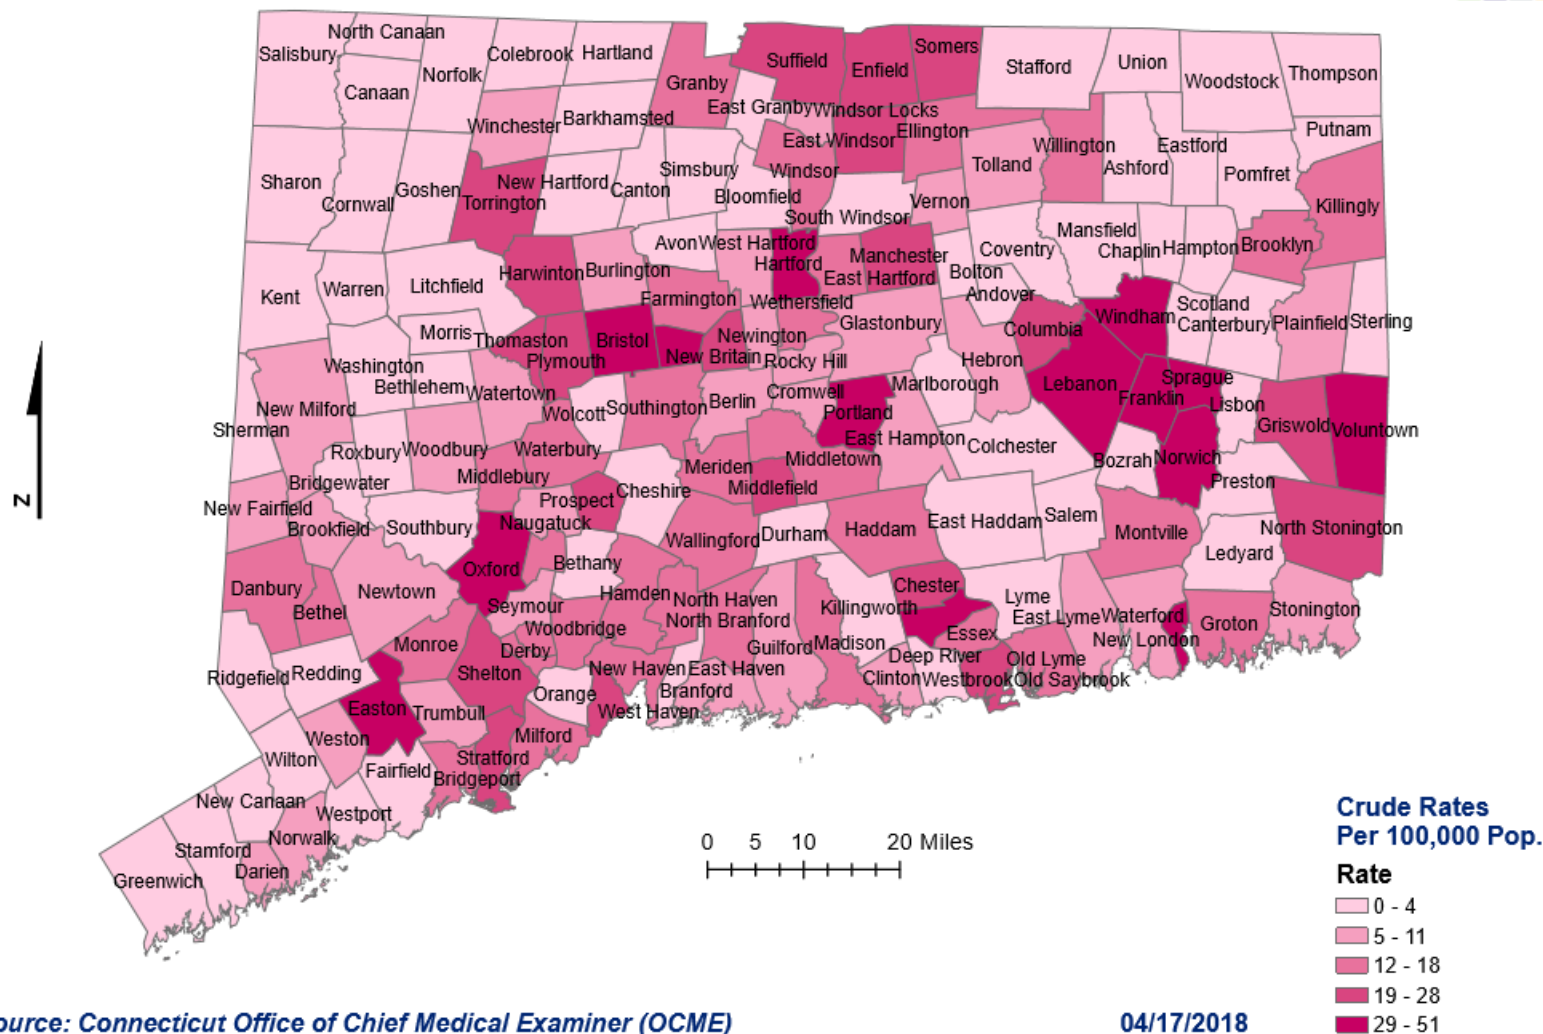 North Canaan
Salisbury
Colebrook
Hartland
Canaan
Norfolk
Granby
Suffield
Enfield
Somers
Stafford
Union
Woodstock
Thompson
Winchester
Barkhamsted
East Granby
Windsor Locks
East Windsor
Ellington
Willington
Tolland
Ashford
Eastford
Putnam
Pomfret
Sharon
Cornwall
Goshen
New Hartford
Torrington
Canton
Simsbury
Bloomfield
Windsor
South Windsor
Vernon
Killingly
Avon
West Hartford
Hartford
Manchester
East Hartford
Bolton
Andover
Coventry
Mansfield
Chaplin
Hampton
Brooklyn
Kent
Warren
Litchfield
Harwinton
Burlington
Farmington
Wethersfield
Glastonbury
Columbia
Windham
Scotland
Canterbury
Plainfield
Sterling
Morris
Thomaston
Plymouth
Bristol
New Britain
Newington
Rocky Hill
Hebron
Washington
Bethlehem
Watertown
Wolcott
Southington
Berlin
Cromwell
Portland
Marlborough
Lebanon
Franklin
Sprague
Lisbon
Griswold
Voluntown
New Milford
Sherman
Roxbury
Woodbury
Waterbury
Middlebury
Meriden
Middletown
Middlefield
East Hampton
Colchester
Bozrah
Norwich
Preston
Bridgewater
New Fairfield
Brookfield
Southbury
Naugatuck
Prospect
Cheshire
Wallingford
Durham
Haddam
East Haddam
Salem
Montville
North Stonington
Ledyard
z
Danbury
Bethel
Newtown
Oxford
Bethany
Seymour
Hamden
Woodbridge
North Haven
North Branford
Guilford
Madison
Killingworth
Chester
Essex
Lyme
East Lyme
Waterford
New London
Groton
Stonington
Monroe
Derby
Deep River
Old Lyme
Clinton
Westbrook
Old Saybrook
Ridgefield
Redding
Shelton
Orange
New Haven
East Haven
Branford
West Haven
Easton
Trumbull
Milford
Weston
Stratford
Wilton
Fairfield
Bridgeport
New Canaan
Westport
Norwalk
Stamford
Darien
Greenwich
0 5 10 20 Miles
Crude Rates
Per 100,000 Pop.
Rate
0 - 4
5 - 11
12 - 18
19 - 28
29 - 51
ource: Connecticut Office of Chief Medical Examiner (OCME)
04/17/2018